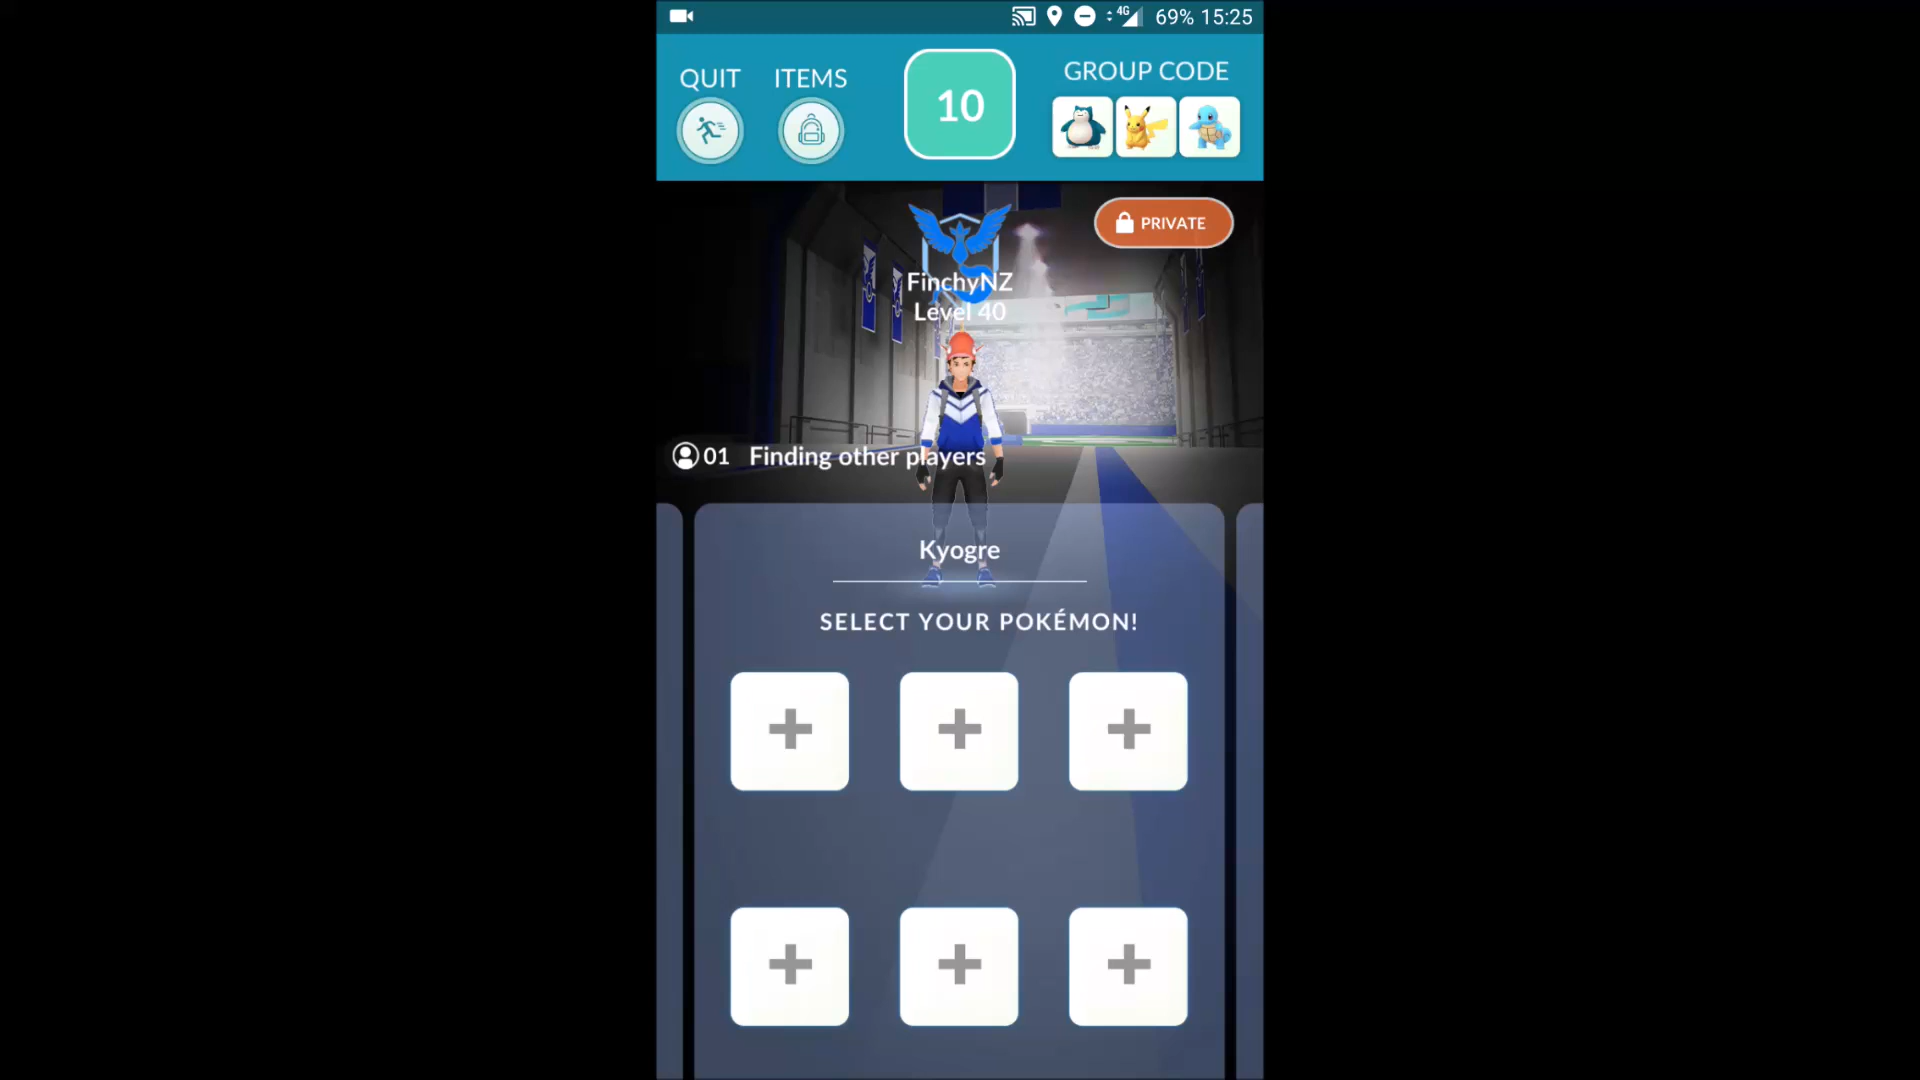 69% 15:25
4G
QUIT ITEMS 10 GROUP CODE
PRIVATE
FinchyNZ
Level 40
01 Finding other players
Kyogre
SELECT YOUR POKÉMON!